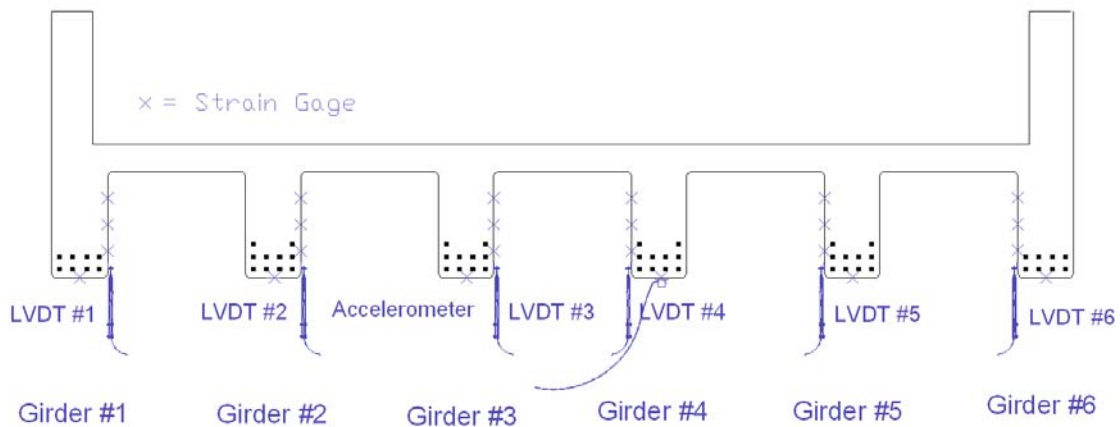 × = Strain Gage
LVDT #1
LVDT #2
Accelerometer
LVDT #3
LVDT #4
LVDT #5
LVDT #6
Girder #1
Girder #2
Girder #3
Girder #4
Girder #5
Girder #6